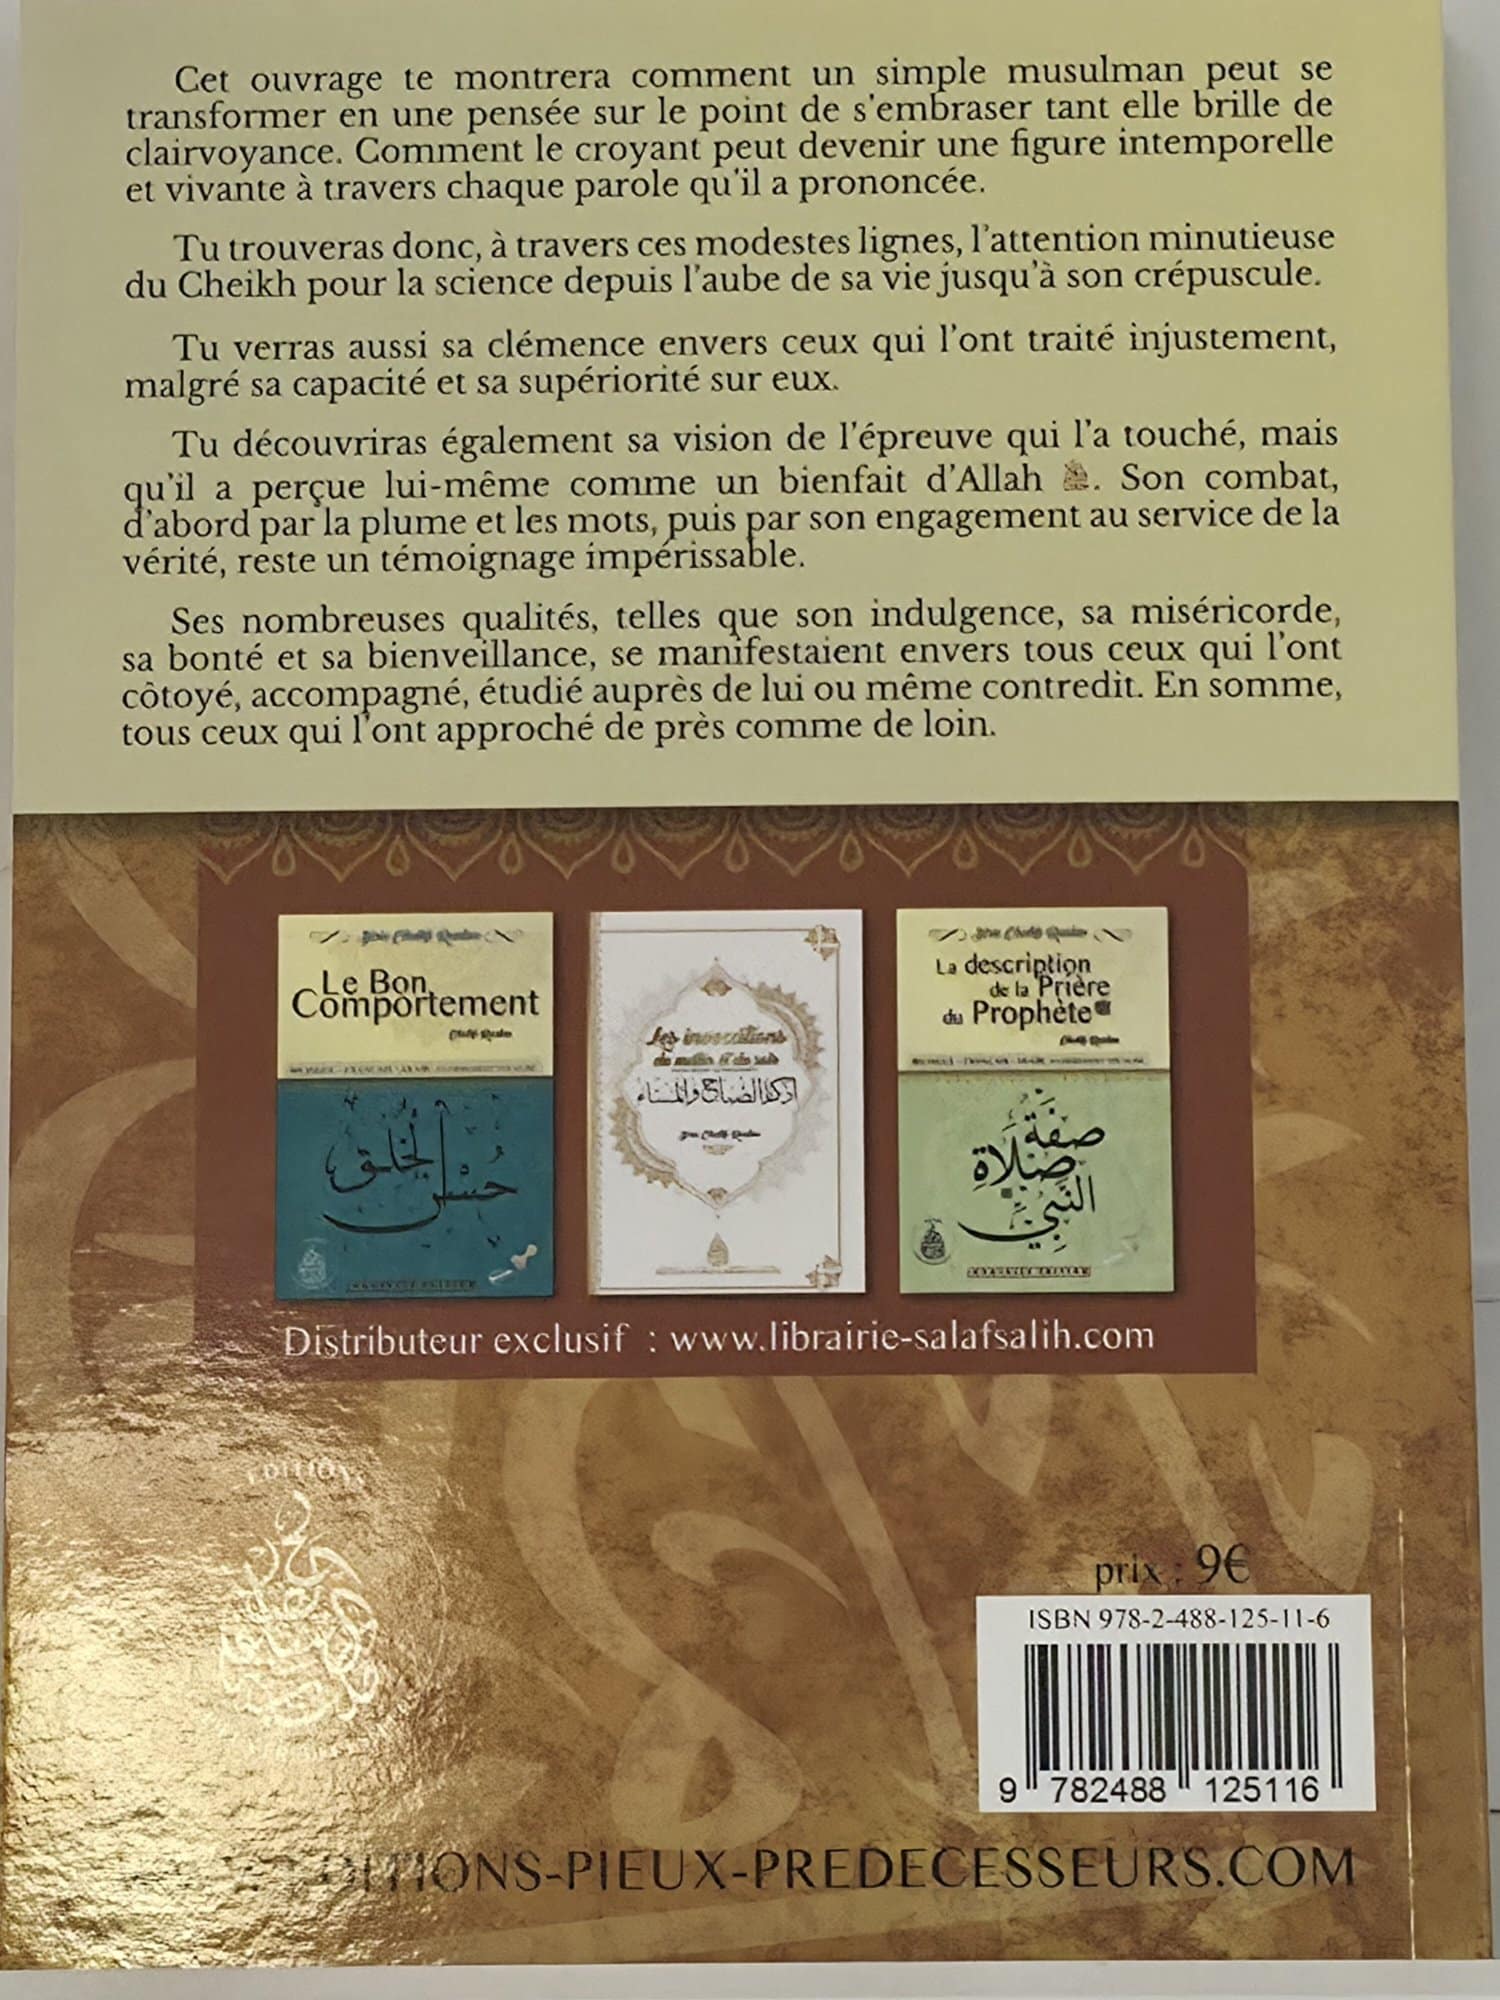 Cet ouvrage te montrera comment un simple musulman peut se
transformer en une pensée sur le point de s'embraser tant elle brille de
clairvoyance. Comment le croyant peut devenir une figure intemporelle
et vivante à travers chaque parole qu'il a prononcée.
Tu trouveras donc, à travers ces modestes lignes, l'attention minutieuse
du Cheikh pour la science depuis l'aube de sa vie jusqu'à son crépuscule.
Tu verras aussi sa clémence envers ceux qui l'ont traité injustement,
malgré sa capacité et sa supériorité sur eux.
Tu découvriras également sa vision de l'épreuve qui l'a touché, mais
qu'il a perçue lui-même comme un bienfait d'Allah. Son combat,
d'abord par la plume et les mots, puis par son engagement au service de la
vérité, reste un témoignage impérissable.
Ses nombreuses qualités, telles que son indulgence, sa miséricorde,
sa bonté et sa bienveillance, se manifestaient envers tous ceux qui l'ont
côtoyé, accompagné, étudié auprès de lui ou même contredit. En somme,
tous ceux qui l'ont approché de près comme de loin.
Le Bon
Comportement
حسن الخلق
Les invocations
du matin et du soir
أذكار الصباح والمساء
La description
de la Prière
du Prophète
صفة
صلاة
النبي
Distributeur exclusif : www.librairie-salafsalih.com
EDITIONS
prix : 9€
ISBN 978-2-488-125-11-6
9 782488 125116
DITIONS-PIEUX-PREDECESSEURS.COM